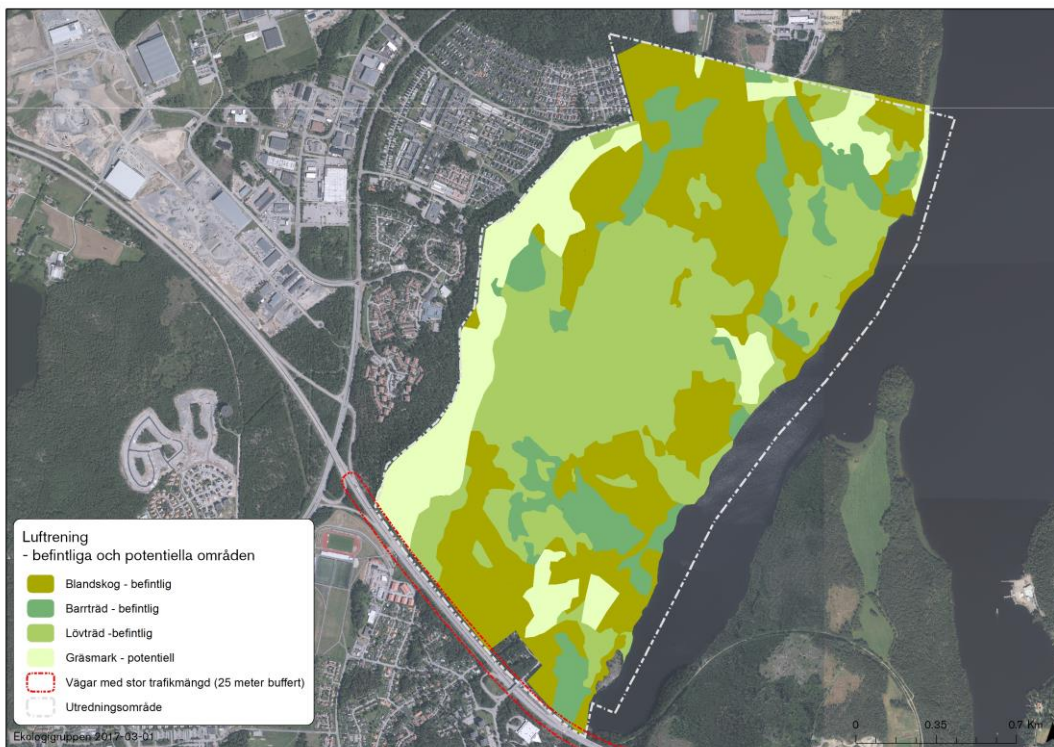 Luftrening
- befintliga och potentiella områden
Blandskog - befintlig
Barrträd - befintlig
Lövträd -befintlig
Gräsmark - potentiell
Vägar med stor trafikmängd (25 meter buffert)
Utredningsområde
Ekologigruppen 2017-03-01
0 0.35 0.7 Km